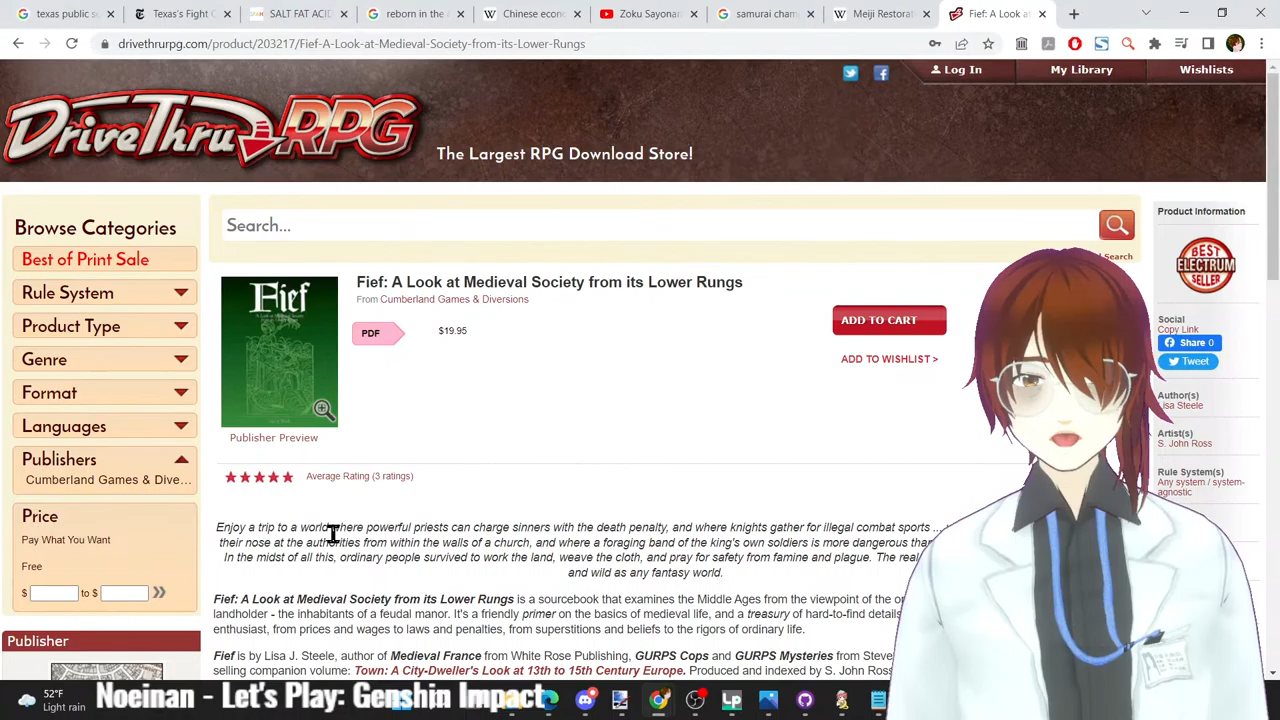 texas public s
Texas's Fight C
SALT FAT ACID
reborn in the
Chinese econo
Zoku Sayonar
samurai cham
Meiji Restorat
Fief: A Look at
drivethrurpg.com/product/203217/Fief-A-Look-at-Medieval-Society-from-its-Lower-Rungs
Log In
My Library
Wishlists
DriveThruRPG
The Largest RPG Download Store!
Browse Categories
Best of Print Sale
Rule System
Product Type
Genre
Format
Languages
Publishers
Cumberland Games & Dive...
Price
Pay What You Want
Free
$ to $
Publisher
Search...
Search
Fief
Publisher Preview
Fief: A Look at Medieval Society from its Lower Rungs
From Cumberland Games & Diversions
PDF
$19.95
ADD TO CART
ADD TO WISHLIST >
Average Rating (3 ratings)
Enjoy a trip to a world where powerful priests can charge sinners with the death penalty, and where knights gather for illegal combat sports ...
their nose at the authorities from within the walls of a church, and where a foraging band of the king's own soldiers is more dangerous
In the midst of all this, ordinary people survived to work the land, weave the cloth, and pray for safety from famine and plague. The real
and wild as any fantasy world.
Fief: A Look at Medieval Society from its Lower Rungs is a sourcebook that examines the Middle Ages from the viewpoint of the
landholder - the inhabitants of a feudal manor. It's a friendly primer on the basics of medieval life, and a treasury of hard-to-find details
enthusiast, from prices and wages to laws and penalties, from superstitions and beliefs to the rigors of ordinary life.
Fief is by Lisa J. Steele, author of Medieval France from White Rose Publishing, GURPS Cops and GURPS Mysteries from Steve
selling companion volume: Town: A City-Dweller's Look at 13th to 15th Century Europe. Produced and indexed by S. John Ross
Product Information
BEST
ELECTRUM
SELLER
Social
Copy Link
Share 0
Tweet
Author(s)
Lisa Steele
Artist(s)
S. John Ross
Rule System(s)
Any system / system-
agnostic
52°F
Light rain
Noeinan - Let's Play: Genshin Impact